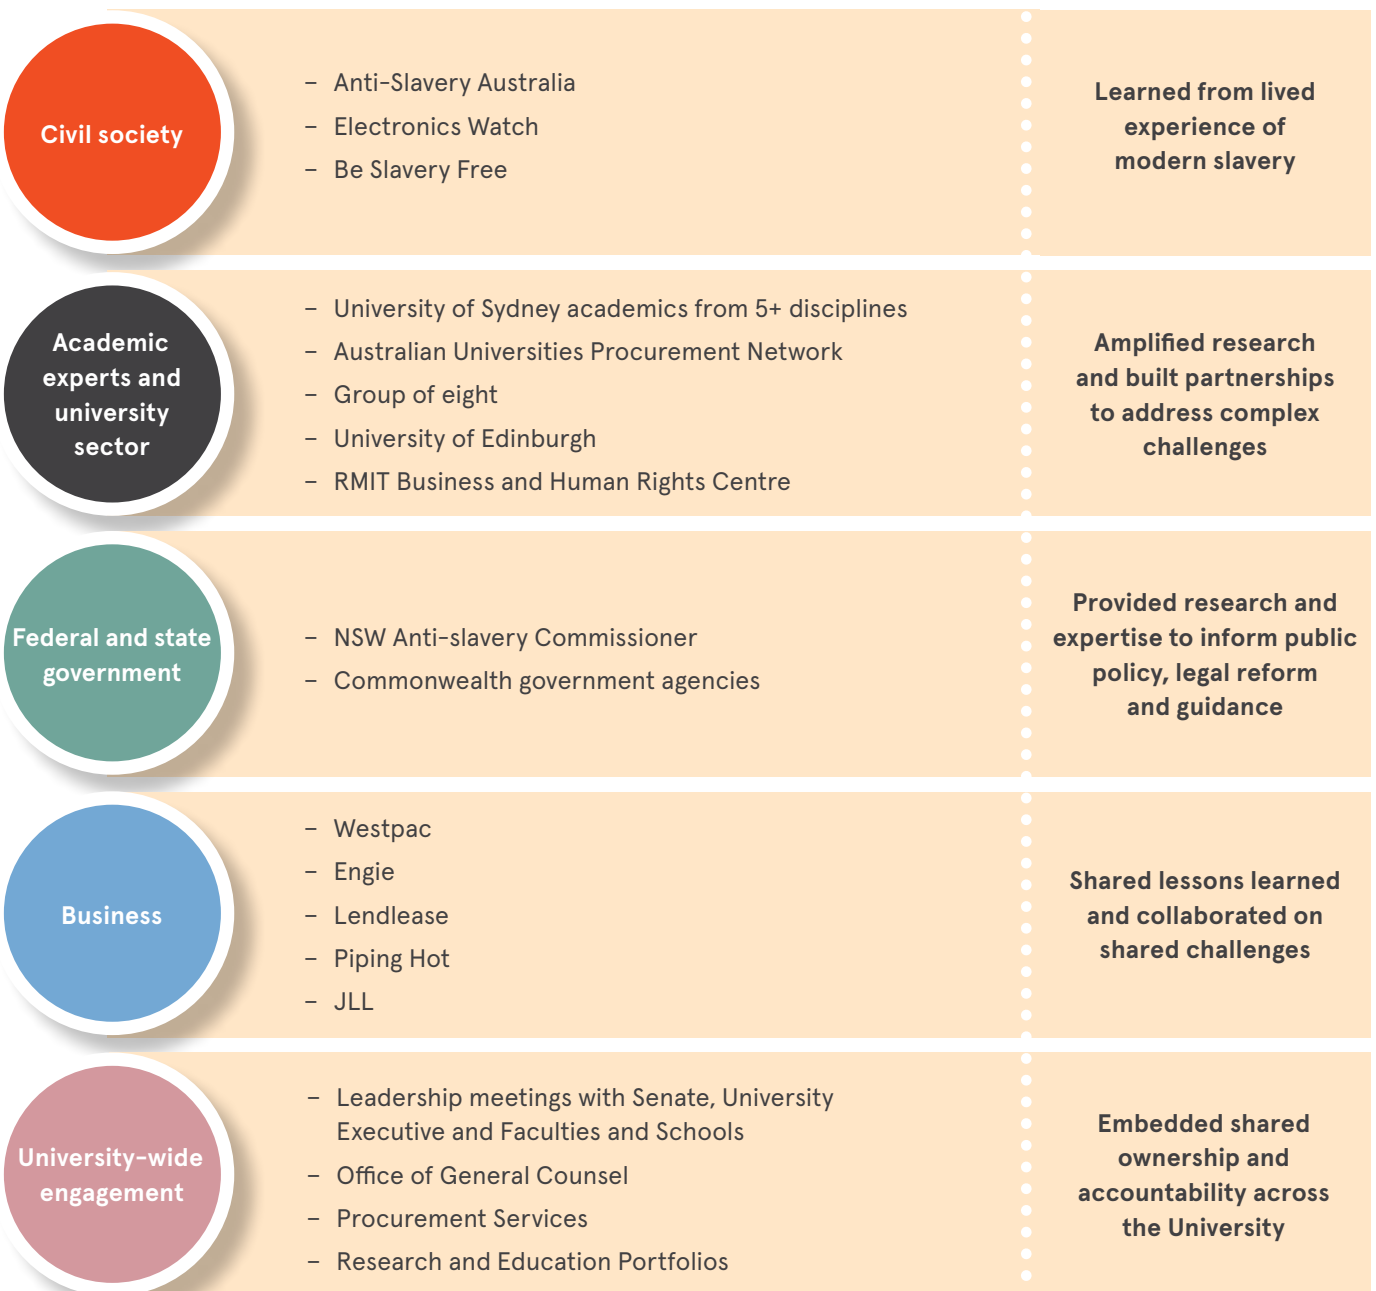 Civil society
– Anti-Slavery Australia
– Electronics Watch
– Be Slavery Free
Learned from lived
experience of
modern slavery
Academic
experts and
university
sector
– University of Sydney academics from 5+ disciplines
– Australian Universities Procurement Network
– Group of eight
– University of Edinburgh
– RMIT Business and Human Rights Centre
Amplified research
and built partnerships
to address complex
challenges
Federal and state
government
– NSW Anti-slavery Commissioner
– Commonwealth government agencies
Provided research and
expertise to inform public
policy, legal reform
and guidance
Business
– Westpac
– Engie
– Lendlease
– Piping Hot
– JLL
Shared lessons learned
and collaborated on
shared challenges
University-wide
engagement
– Leadership meetings with Senate, University
Executive and Faculties and Schools
– Office of General Counsel
– Procurement Services
– Research and Education Portfolios
Embedded shared
ownership and
accountability across
the University